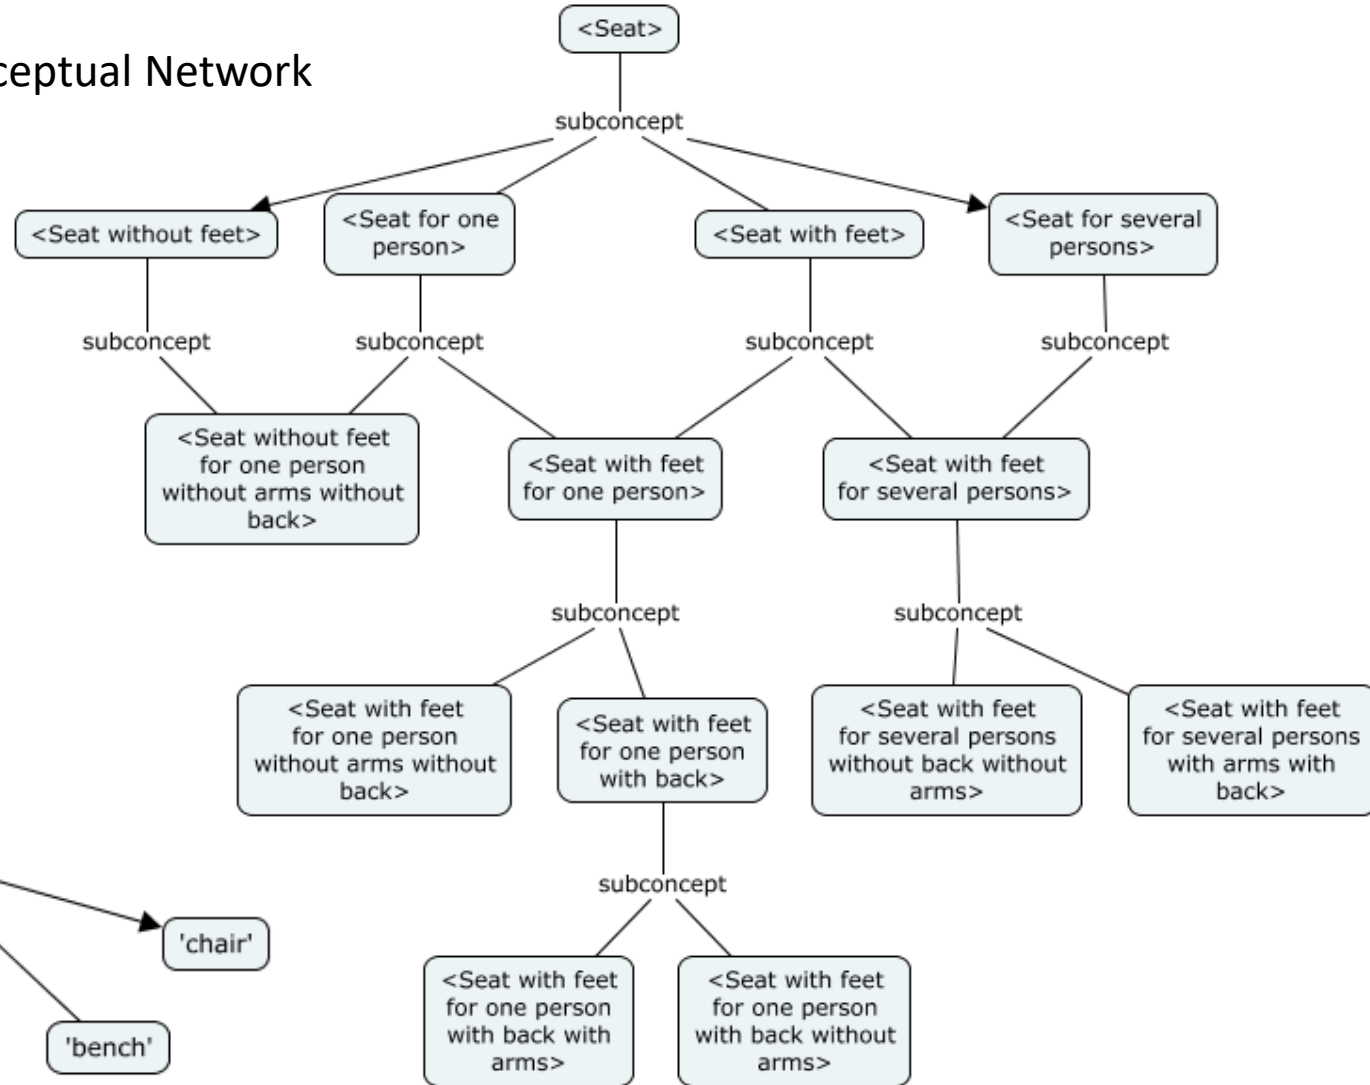 <Seat>
ceptual Network
subconcept
<Seat without feet>
<Seat for one
person>
<Seat with feet>
<Seat for several
persons>
subconcept
subconcept
subconcept
subconcept
<Seat without feet
for one person
without arms without
back>
<Seat with feet
for one person>
<Seat with feet
for several persons>
subconcept
subconcept
<Seat with feet
for one person
without arms without
back>
<Seat with feet
for one person
with back>
<Seat with feet
for several persons
without back without
arms>
<Seat with feet
for several persons
with arms with
back>
subconcept
'chair'
<Seat with feet
for one person
with back with
arms>
<Seat with feet
for one person
with back without
arms>
'bench'